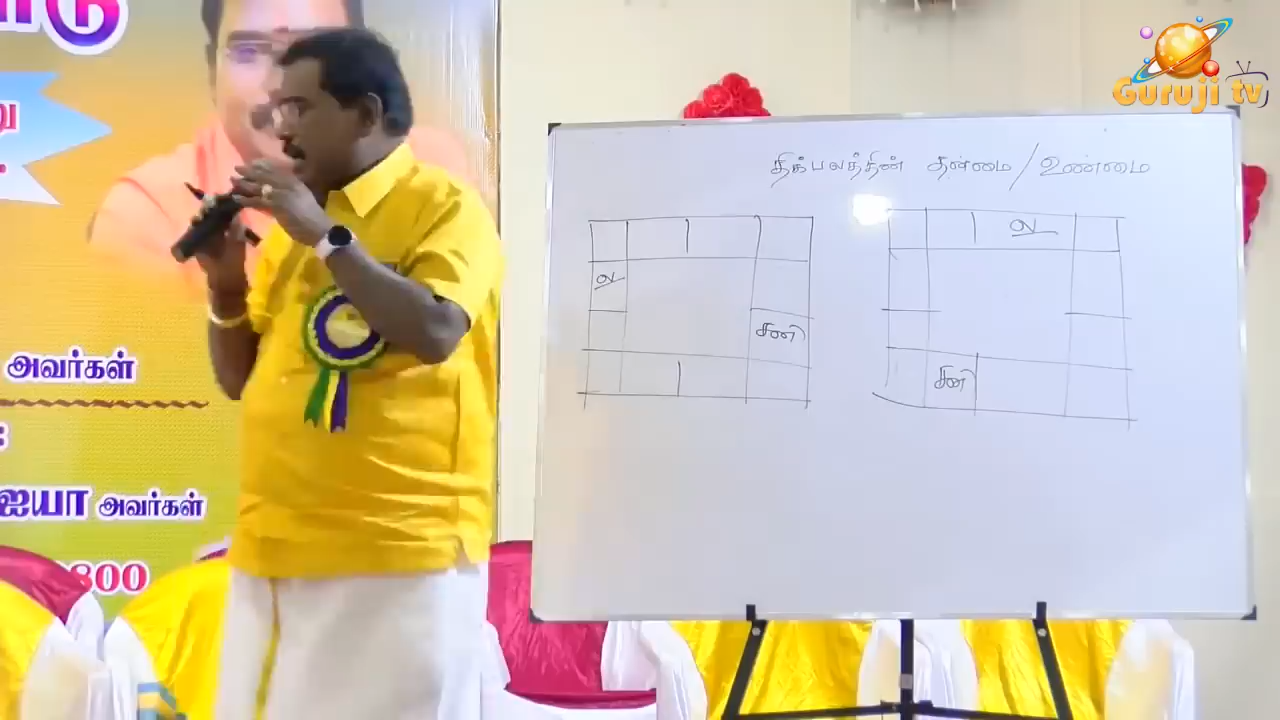 Guruji tv
திக்பலத்தின் தன்மை/உண்மை
ல
ல
சனி
சனி
அவர்கள்
ஐயா அவர்கள்
800